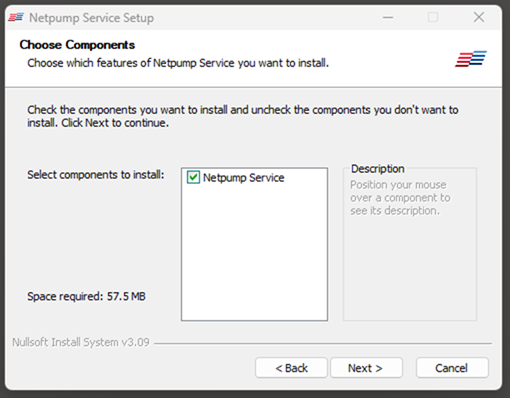 Netpump Service Setup
Choose Components
Choose which features of Netpump Service you want to install.
Check the components you want to install and uncheck the components you don't want to
install. Click Next to continue.
Select components to install:
Netpump Service
Description
Position your mouse
over a component to
see its description.
Space required: 57.5 MB
Nullsoft Install System v3.09
< Back
Next >
Cancel